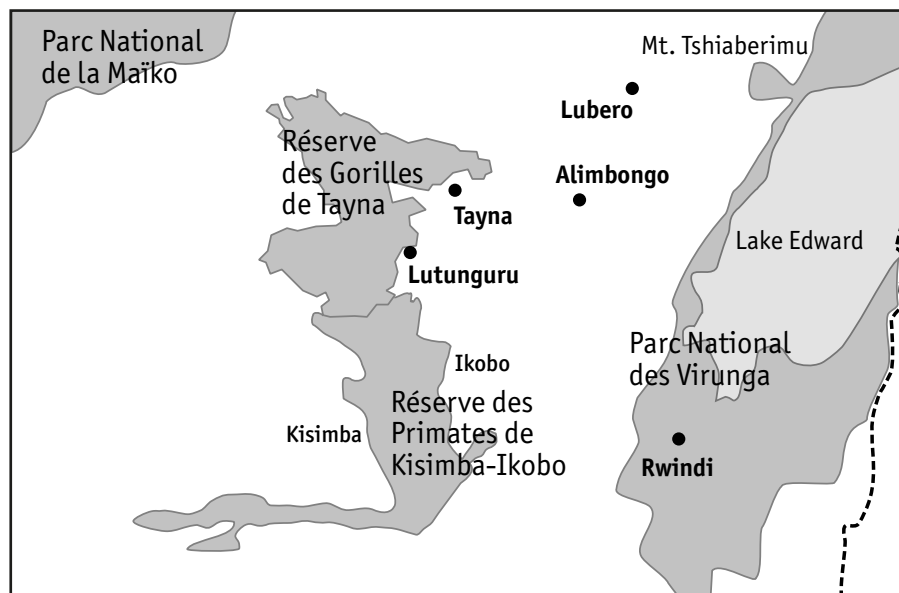 Parc National
de la Maïko
Mt. Tshiaberimu
Lubero
Réserve
des Gorilles
de Tayna
Alimbongo
Tayna
Lake Edward
Lutunguru
Parc National
des Virunga
Ikobo
Réserve des
Primates de
Kisimba-Ikobo
Kisimba
Rwindi